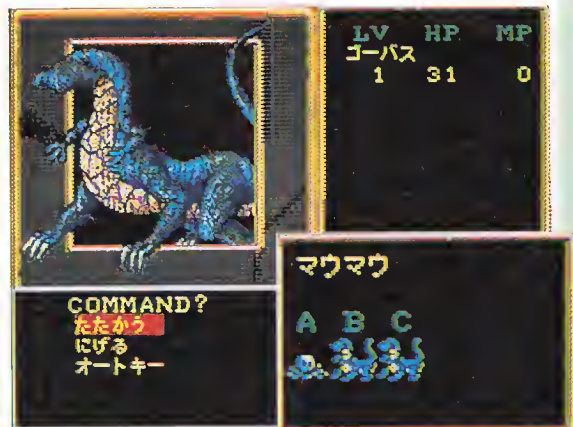 LV HP MP
ゴーバス
1 31 0
マウマウ
A B C
COMMAND?
たたかう
にげる
オートキー